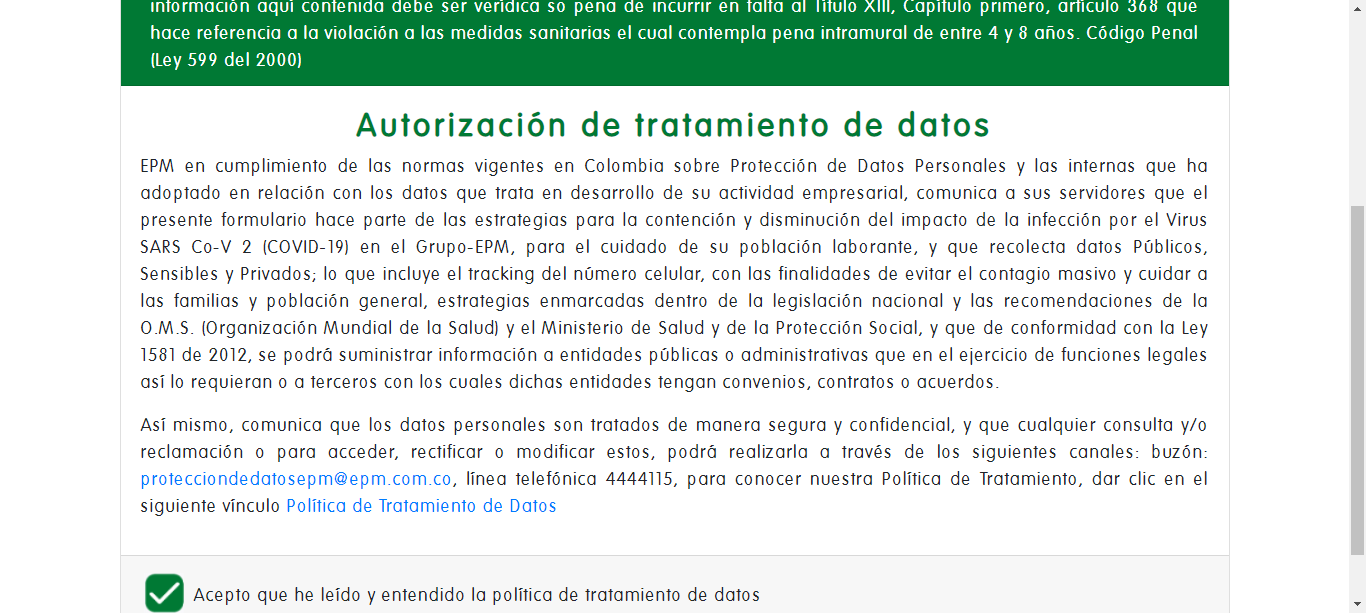 información aquí contenida debe ser verídica so pena de incurrir en falta al Título XIII, Capítulo primero, artículo 368 que
hace referencia a la violación a las medidas sanitarias el cual contempla pena intramural de entre 4 y 8 años. Código Penal
(Ley 599 del 2000)
Autorización de tratamiento de datos
EPM en cumplimiento de las normas vigentes en Colombia sobre Protección de Datos Personales y las internas que ha
adoptado en relación con los datos que trata en desarrollo de su actividad empresarial, comunica a sus servidores que el
presente formulario hace parte de las estrategias para la contención y disminución del impacto de la infección por el Virus
SARS Co-V 2 (COVID-19) en el Grupo-EPM, para el cuidado de su población laborante, y que recolecta datos Públicos,
Sensibles y Privados; lo que incluye el tracking del número celular, con las finalidades de evitar el contagio masivo y cuidar a
las familias y población general, estrategias enmarcadas dentro de la legislación nacional y las recomendaciones de la
O.M.S. (Organización Mundial de la Salud) y el Ministerio de Salud y de la Protección Social, y que de conformidad con la Ley
1581 de 2012, se podrá suministrar información a entidades públicas o administrativas que en el ejercicio de funciones legales
así lo requieran o a terceros con los cuales dichas entidades tengan convenios, contratos o acuerdos.
Así mismo, comunica que los datos personales son tratados de manera segura y confidencial, y que cualquier consulta y/o
reclamación o para acceder, rectificar o modificar estos, podrá realizarla a través de los siguientes canales: buzón:
protecciondedatosepm@epm.com.co, línea telefónica 4444115, para conocer nuestra Política de Tratamiento, dar clic en el
siguiente vínculo Política de Tratamiento de Datos
Acepto que he leído y entendido la política de tratamiento de datos